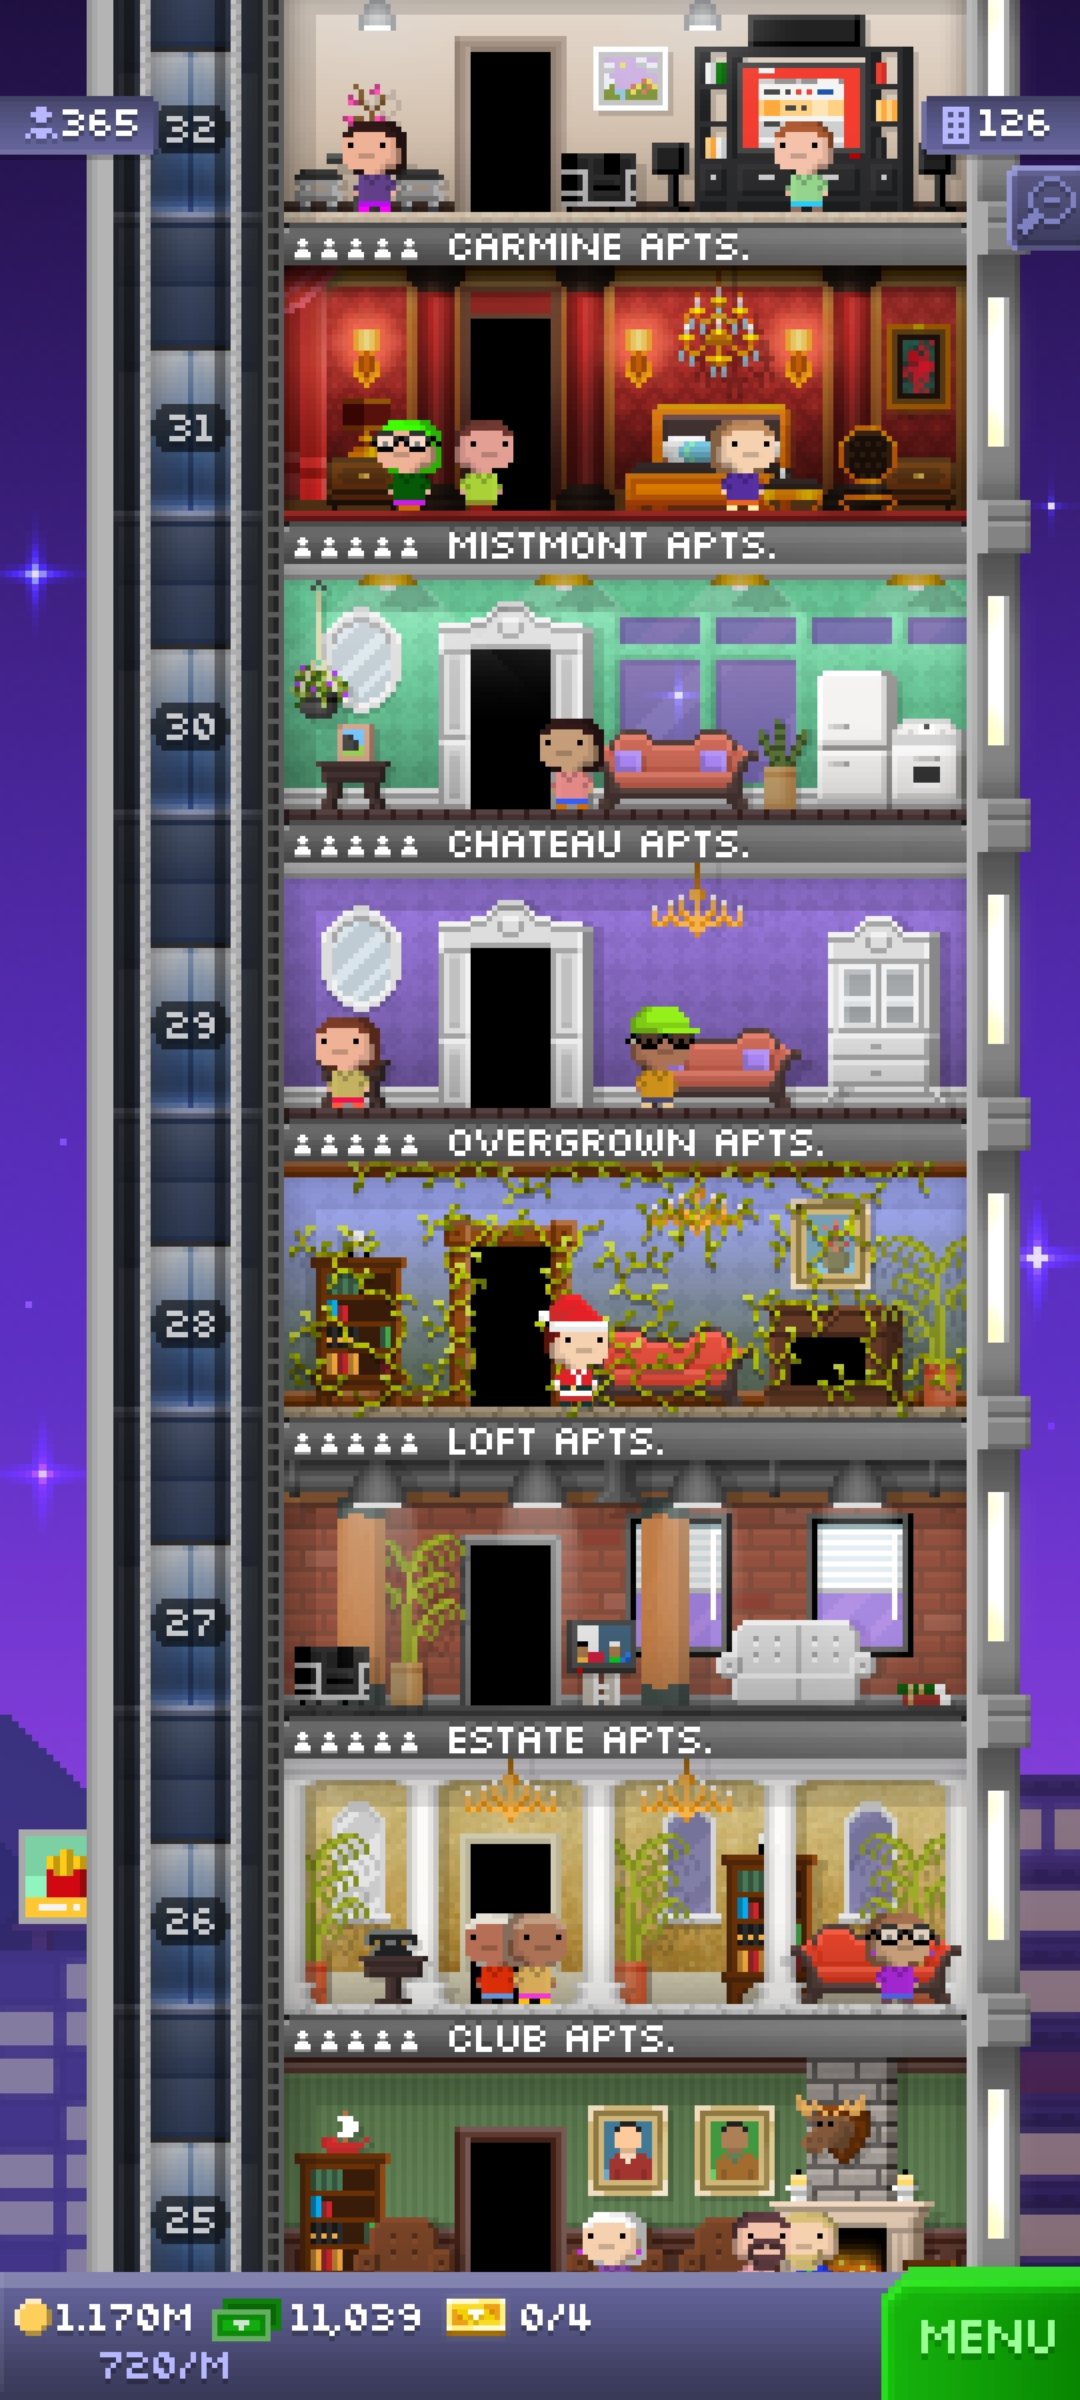 365
32
126
CARMINE APTS.
31
MISTMONT APTS.
30
CHATEAU APTS.
29
OVERGROWN APTS.
28
LOFT APTS.
27
ESTATE APTS.
26
CLUB APTS.
25
1.170M 11,039 0/4
720/M
MENU